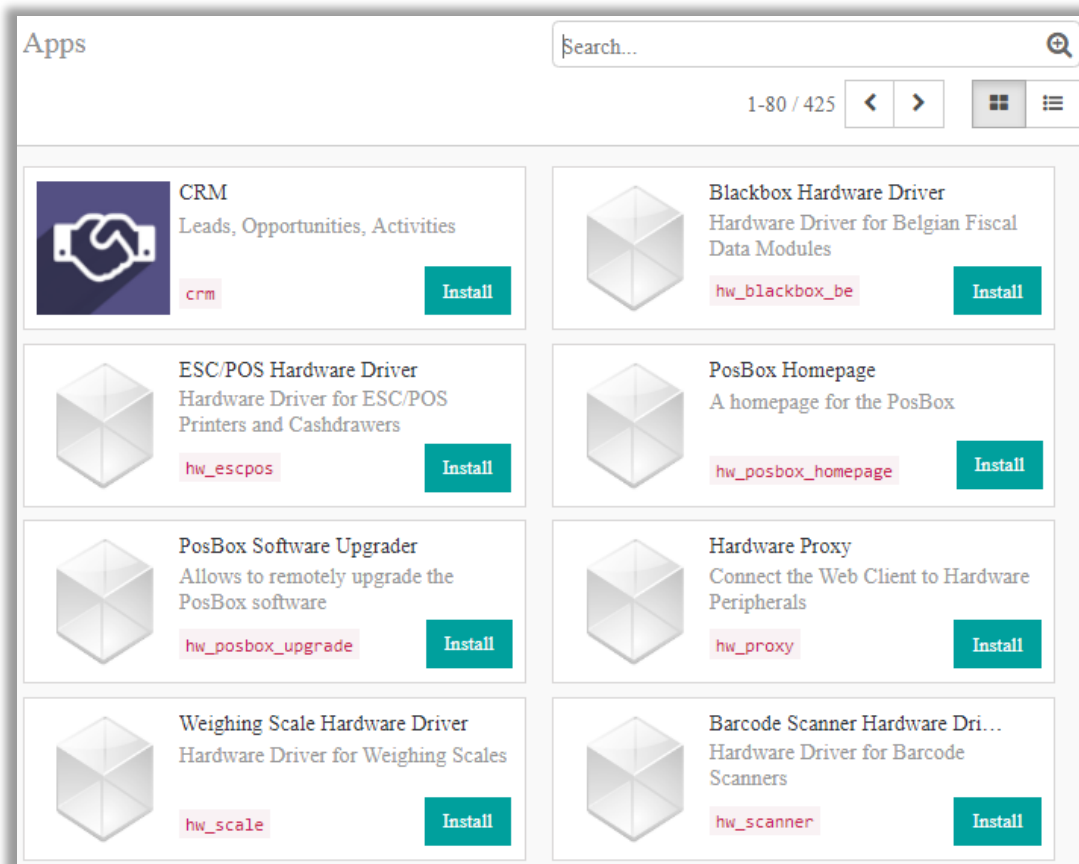 Apps
Search...
1-80 / 425
CRM
Leads, Opportunities, Activities
crm
Install
Blackbox Hardware Driver
Hardware Driver for Belgian Fiscal
Data Modules
hw_blackbox_be
Install
ESC/POS Hardware Driver
Hardware Driver for ESC/POS
Printers and Cashdrawers
hw_escpos
Install
PosBox Homepage
A homepage for the PosBox
hw_posbox_homepage
Install
PosBox Software Upgrader
Allows to remotely upgrade the
PosBox software
hw_posbox_upgrade
Install
Hardware Proxy
Connect the Web Client to Hardware
Peripherals
hw_proxy
Install
Weighing Scale Hardware Driver
Hardware Driver for Weighing Scales
hw_scale
Install
Barcode Scanner Hardware Dri...
Hardware Driver for Barcode
Scanners
hw_scanner
Install